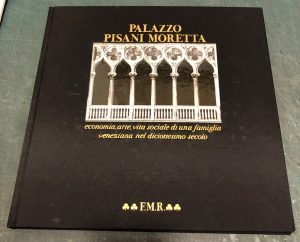 PALAZZO
PISANI MORETTA
economia, arte, vita sociale di una famiglia
veneziana nel diciottesimo secolo
F.M.R.